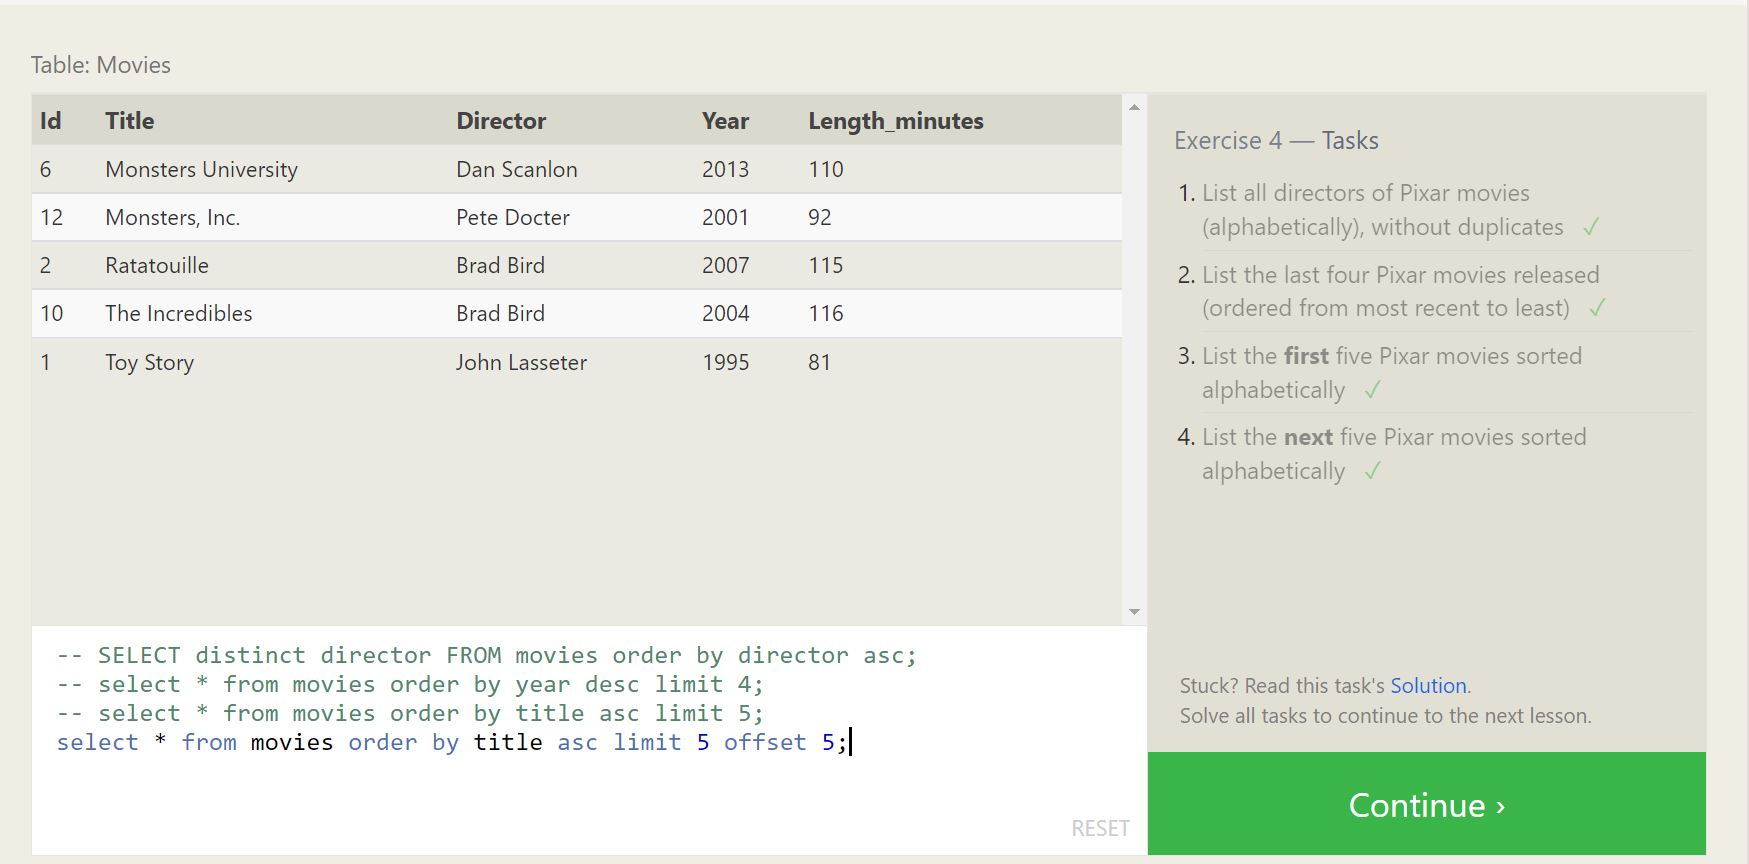 Table: Movies
Id Title Director Year Length_minutes
6 Monsters University Dan Scanlon 2013 110
12 Monsters, Inc. Pete Docter 2001 92
2 Ratatouille Brad Bird 2007 115
10 The Incredibles Brad Bird 2004 116
1 Toy Story John Lasseter 1995 81
-- SELECT distinct director FROM movies order by director asc;
-- select * from movies order by year desc limit 4;
-- select * from movies order by title asc limit 5;
select * from movies order by title asc limit 5 offset 5;
RESET
Exercise 4 — Tasks
1. List all directors of Pixar movies
(alphabetically), without duplicates ✓
2. List the last four Pixar movies released
(ordered from most recent to least) ✓
3. List the first five Pixar movies sorted
alphabetically ✓
4. List the next five Pixar movies sorted
alphabetically ✓
Stuck? Read this task's Solution.
Solve all tasks to continue to the next lesson.
Continue ›